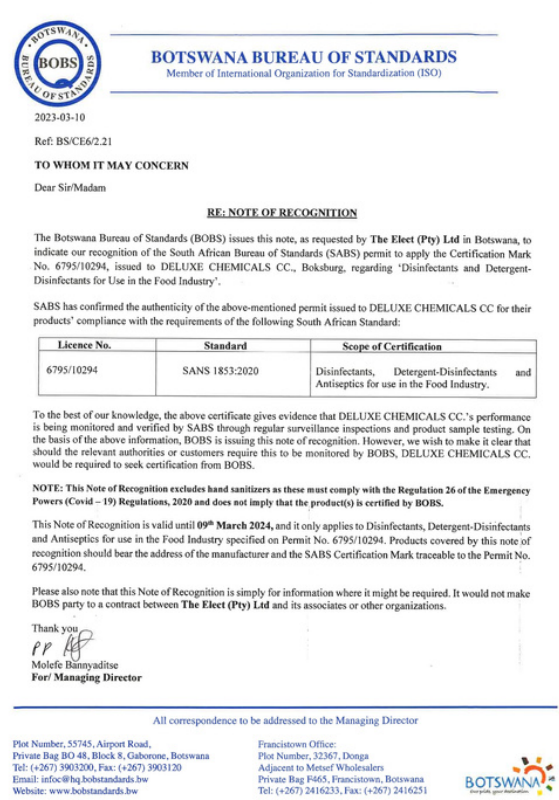 BOTSWANA
BOBS
BUREAU OF STANDARDS
BOTSWANA BUREAU OF STANDARDS
Member of International Organization for Standardization (ISO)
2023-03-10
Ref: BS/CE6/2.21
TO WHOM IT MAY CONCERN
Dear Sir/Madam
RE: NOTE OF RECOGNITION
The Botswana Bureau of Standards (BOBS) issues this note, as requested by The Elect (Pty) Ltd in Botswana, to
indicate our recognition of the South African Bureau of Standards (SABS) permit to apply the Certification Mark
No. 6795/10294, issued to DELUXE CHEMICALS CC., Boksburg, regarding ‘Disinfectants and Detergent-
Disinfectants for Use in the Food Industry’.
SABS has confirmed the authenticity of the above-mentioned permit issued to DELUXE CHEMICALS CC for their
products’ compliance with the requirements of the following South African Standard:
Licence No. Standard Scope of Certification
6795/10294 SANS 1853:2020 Disinfectants, Detergent-Disinfectants and
Antiseptics for use in the Food Industry.
To the best of our knowledge, the above certificate gives evidence that DELUXE CHEMICALS CC.’s performance
is being monitored and verified by SABS through regular surveillance inspections and product sample testing. On
the basis of the above information, BOBS is issuing this note of recognition. However, we wish to make it clear that
should the relevant authorities or customers require this to be monitored by BOBS, DELUXE CHEMICALS CC.
would be required to seek certification from BOBS.
NOTE: This Note of Recognition excludes hand sanitizers as these must comply with the Regulation 26 of the Emergency
Powers (Covid – 19) Regulations, 2020 and does not imply that the product(s) is certified by BOBS.
This Note of Recognition is valid until 09th March 2024, and it only applies to Disinfectants, Detergent-Disinfectants
and Antiseptics for use in the Food Industry specified on Permit No. 6795/10294. Products covered by this note of
recognition should bear the address of the manufacturer and the SABS Certification Mark traceable to the Permit No.
6795/10294.
Please also note that this Note of Recognition is simply for information where it might be required. It would not make
BOBS party to a contract between The Elect (Pty) Ltd and its associates or other organizations.
Thank you
PP
Molefe Bannyaditse
For/ Managing Director
All correspondence to be addressed to the Managing Director
Plot Number, 55745, Airport Road,
Private Bag BO 48, Block 8, Gaborone, Botswana
Tel: (+267) 3903200, Fax: (+267) 3903120
Email: infoc@hq.bobstandards.bw
Website: www.bobstandards.bw
Francistown Office:
Plot Number, 32367, Donga
Adjacent to Metsef Wholesalers
Private Bag F465, Francistown, Botswana
Tel: (+267) 2416233, Fax: (+267) 2416251
BOTSWANA